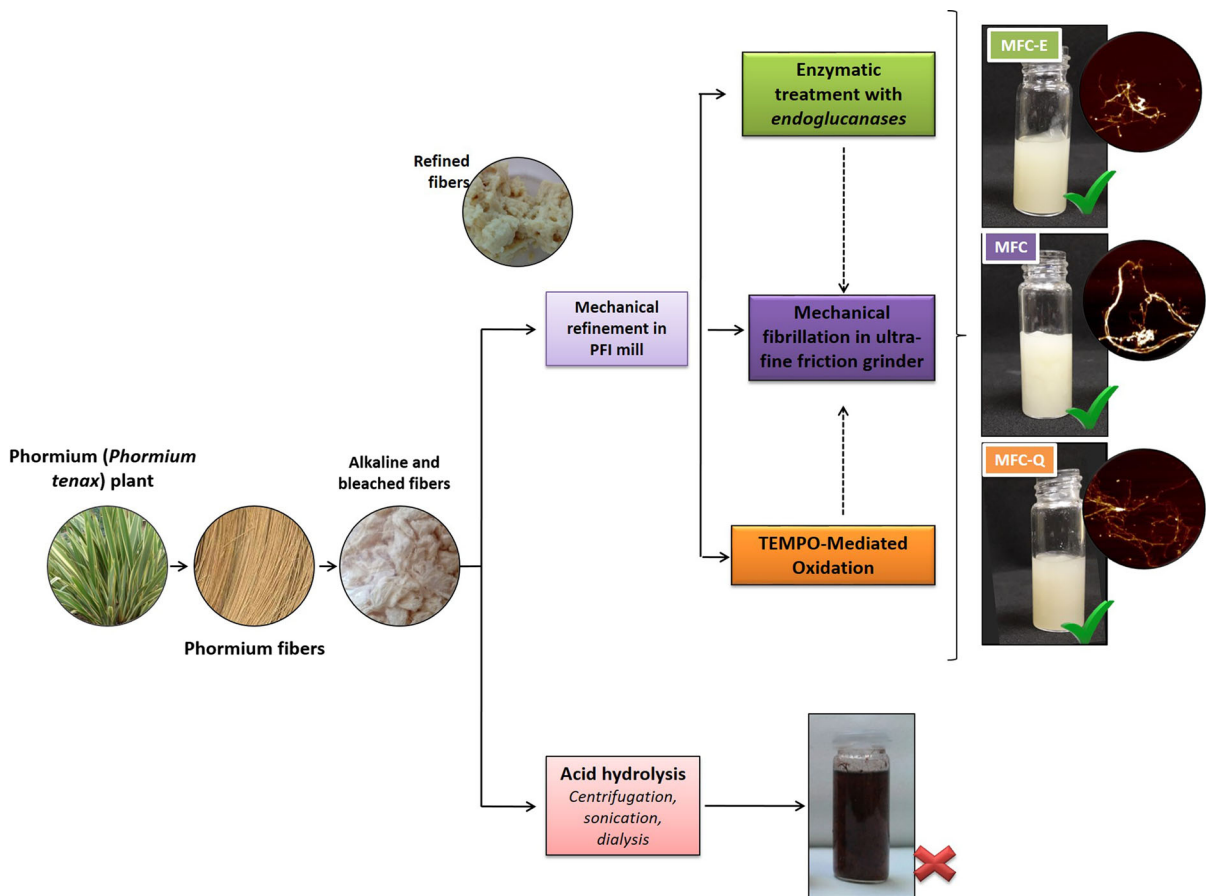 Phormium (Phormium
tenax) plant
Phormium fibers
Alkaline and
bleached fibers
Refined
fibers
Mechanical
refinement in
PFI mill
Enzymatic
treatment with
endoglucanases
Mechanical
fibrillation in ultra-
fine friction grinder
TEMPO-Mediated
Oxidation
MFC-E
MFC
MFC-Q
Acid hydrolysis
Centrifugation,
sonication,
dialysis